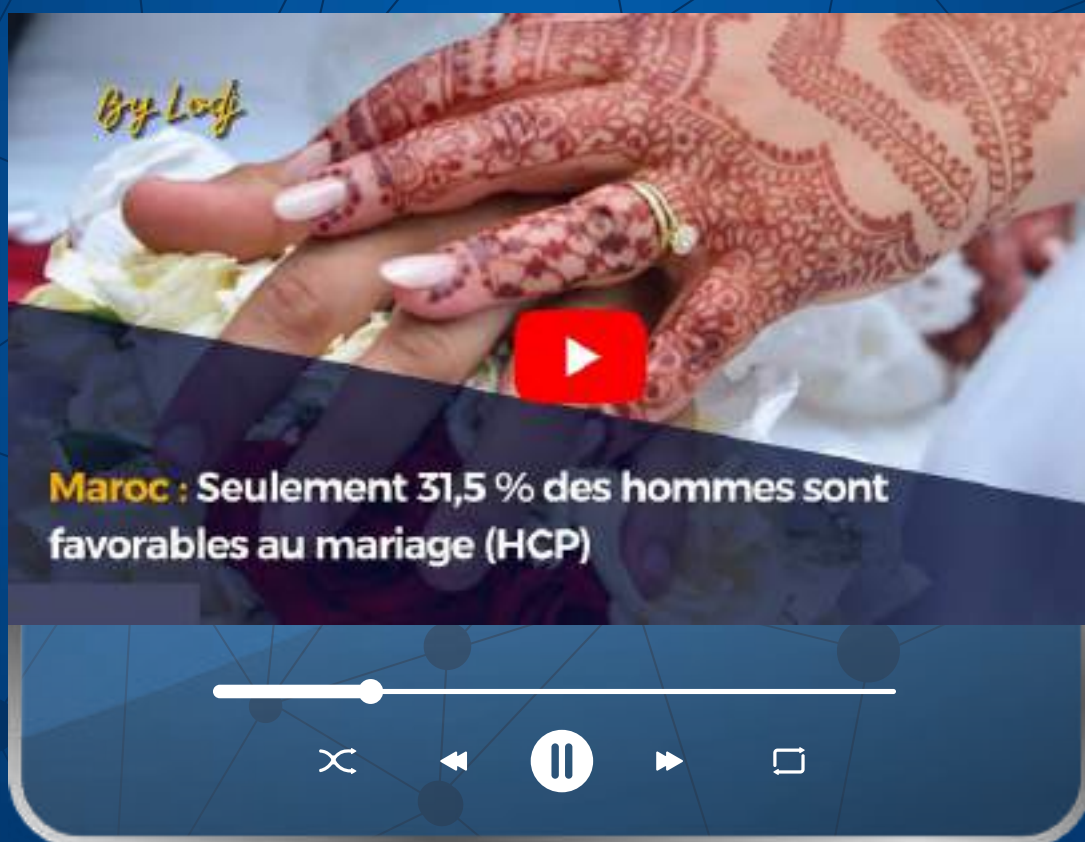 By Lodj
Maroc : Seulement 31,5 % des hommes sont
favorables au mariage (HCP)